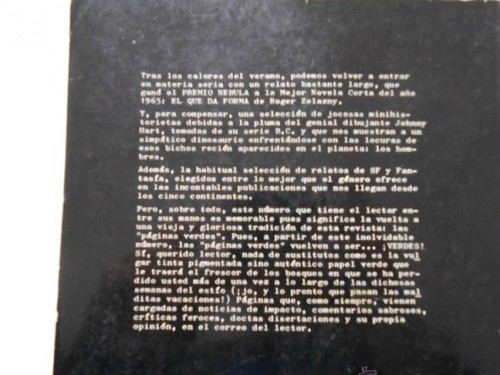 Tras los calores del verano, podemos volver a entrar
en materia seria con un relato bastante largo, que
ganó el PREMIO NEBULA a la Mejor Novela Corta del año
1965: EL QUE DA FORMA de Roger Zelazny.
Y, para compensar, una selección de jocosas minihis-
torietas debidas a la pluma del genial dibujante Johnny
Hart, tomadas de su serie B.C. y que nos muestran a un
simpático dinosaurio enfrentándose con las locuras de
esos bichos recién aparecidos en el planeta: los hom-
bres.
Además, la habitual selección de relatos de SF y Fan-
tasía, elegidos entre lo mejor que el género ofrece
en las incontables publicaciones que nos llegan desde
los cinco continentes.
Pero, sobre todo, este número que tiene el lector en-
tre sus manos es memorable pues significa la vuelta a
una vieja y gloriosa tradición de esta revista: las
"páginas verdes". Pues, a partir de este inolvidable
número, las "páginas verdes" vuelven a ser... ¡VERDES!
Sí, querido lector, nada de sustitutos como es la vul
gar tinta pigmentada sino auténtico papel verde que
le traerá el frescor de los bosques en que se ha per-
dido usted más de una vez a lo largo de las dichosas
semanas del estío (¡jo, y lo pronto que pasan las mal
ditas vacaciones!) Páginas que, como siempre, vienen
cargadas de noticias de impacto, comentarios sabrosos,
críticas feroces, doctas disertaciones y su propia
opinión, en el correo del lector.